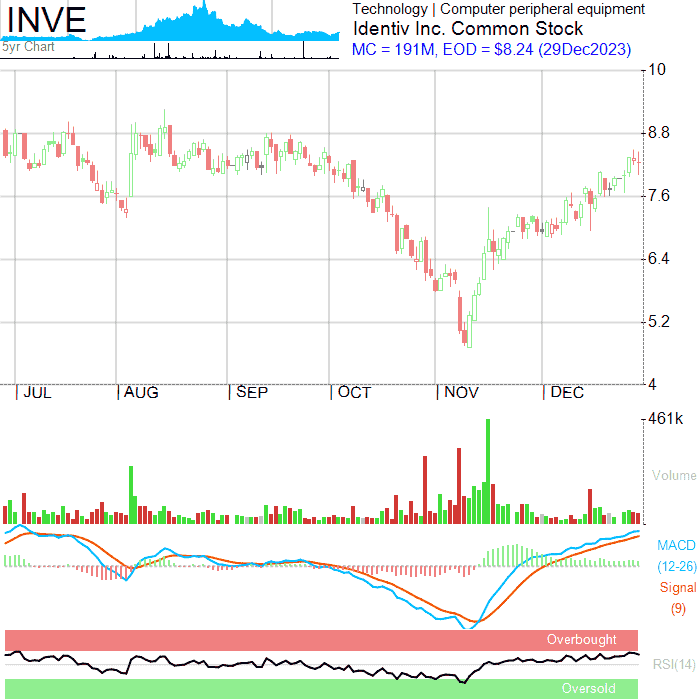 INVE
5yr Chart
Technology | Computer peripheral equipment
Identiv Inc. Common Stock
MC = 191M, EOD = $8.24 (29Dec2023)
10
8.8
7.6
6.4
5.2
4
| JUL | AUG | SEP | OCT | NOV | DEC
461k
Volume
MACD
(12-26)
Signal
(9)
Overbought
RSI(14)
Oversold